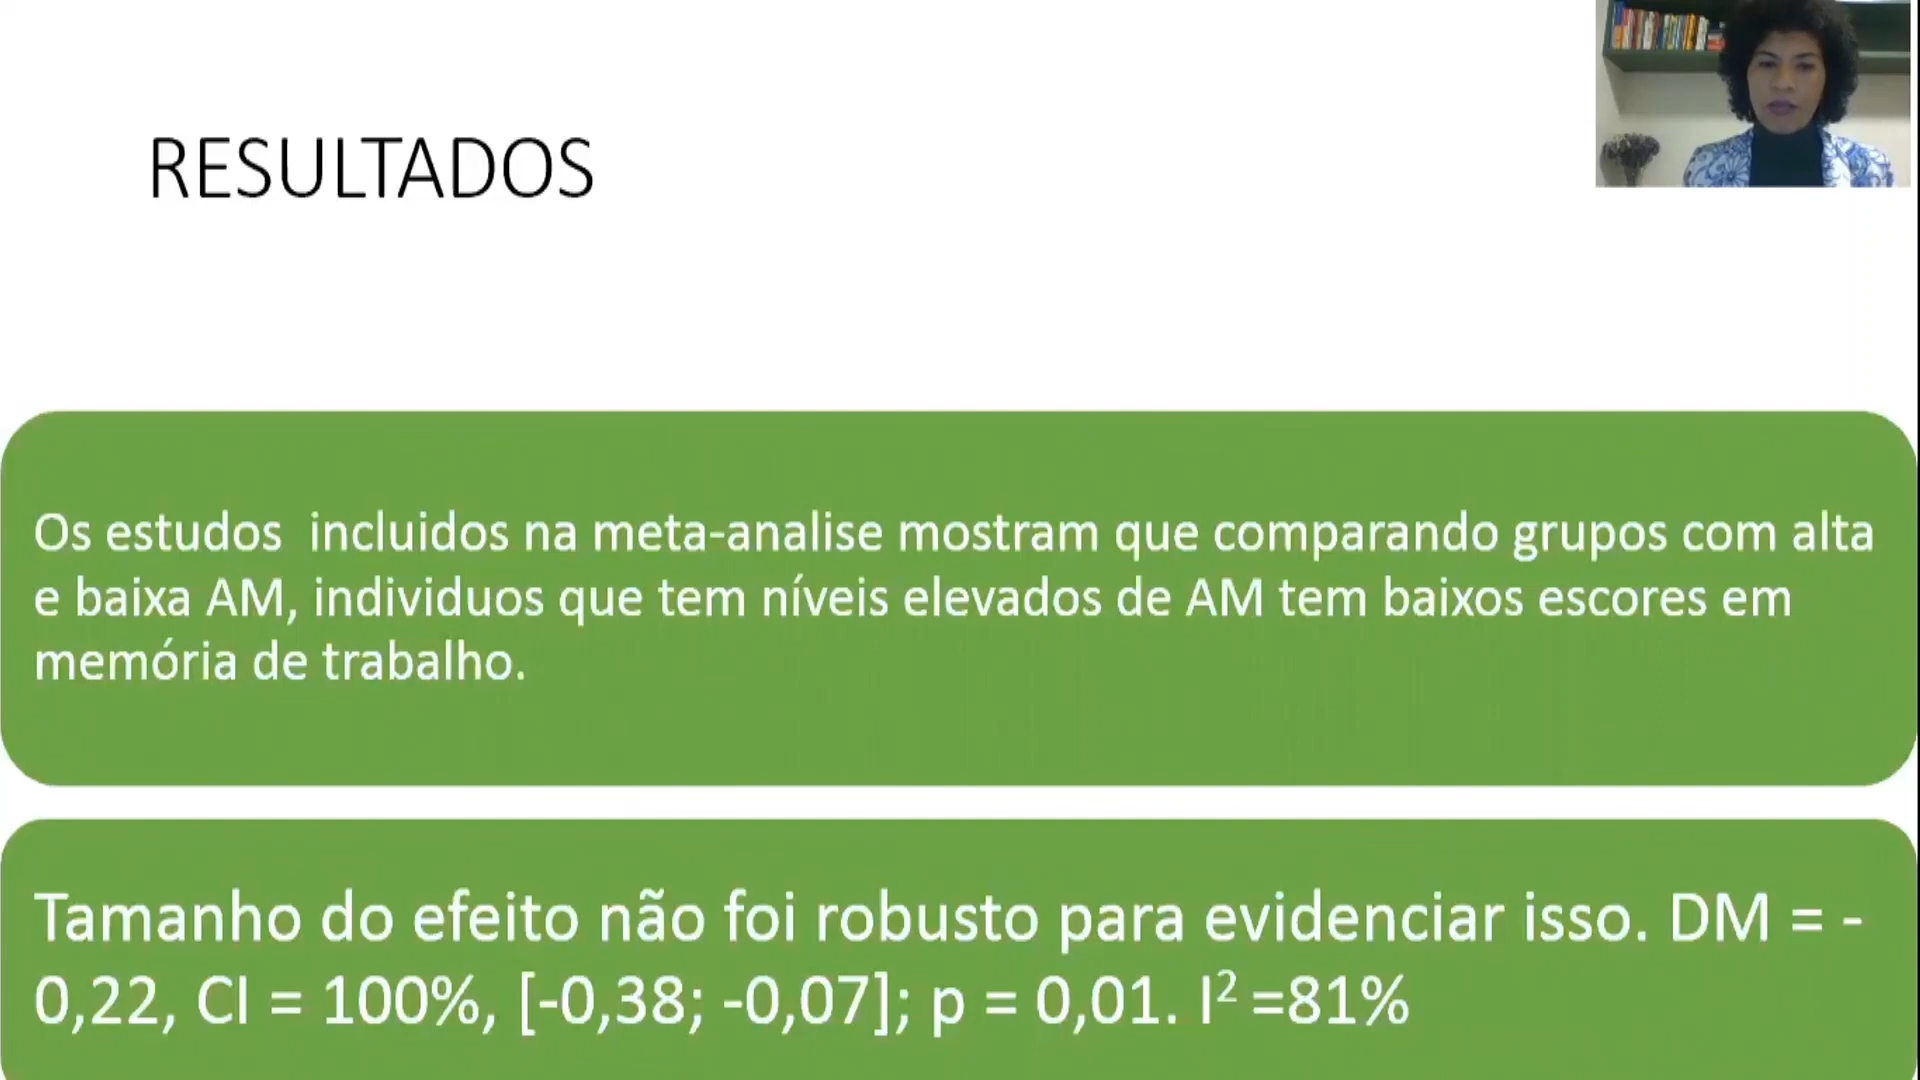 RESULTADOS
Os estudos  incluidos na meta-analise mostram que comparando grupos com alta
e baixa AM, individuos que tem níveis elevados de AM tem baixos escores em
memória de trabalho.
Tamanho do efeito não foi robusto para evidenciar isso. DM = -
0,22, CI = 100%, [-0,38; -0,07]; p = 0,01. I² =81%